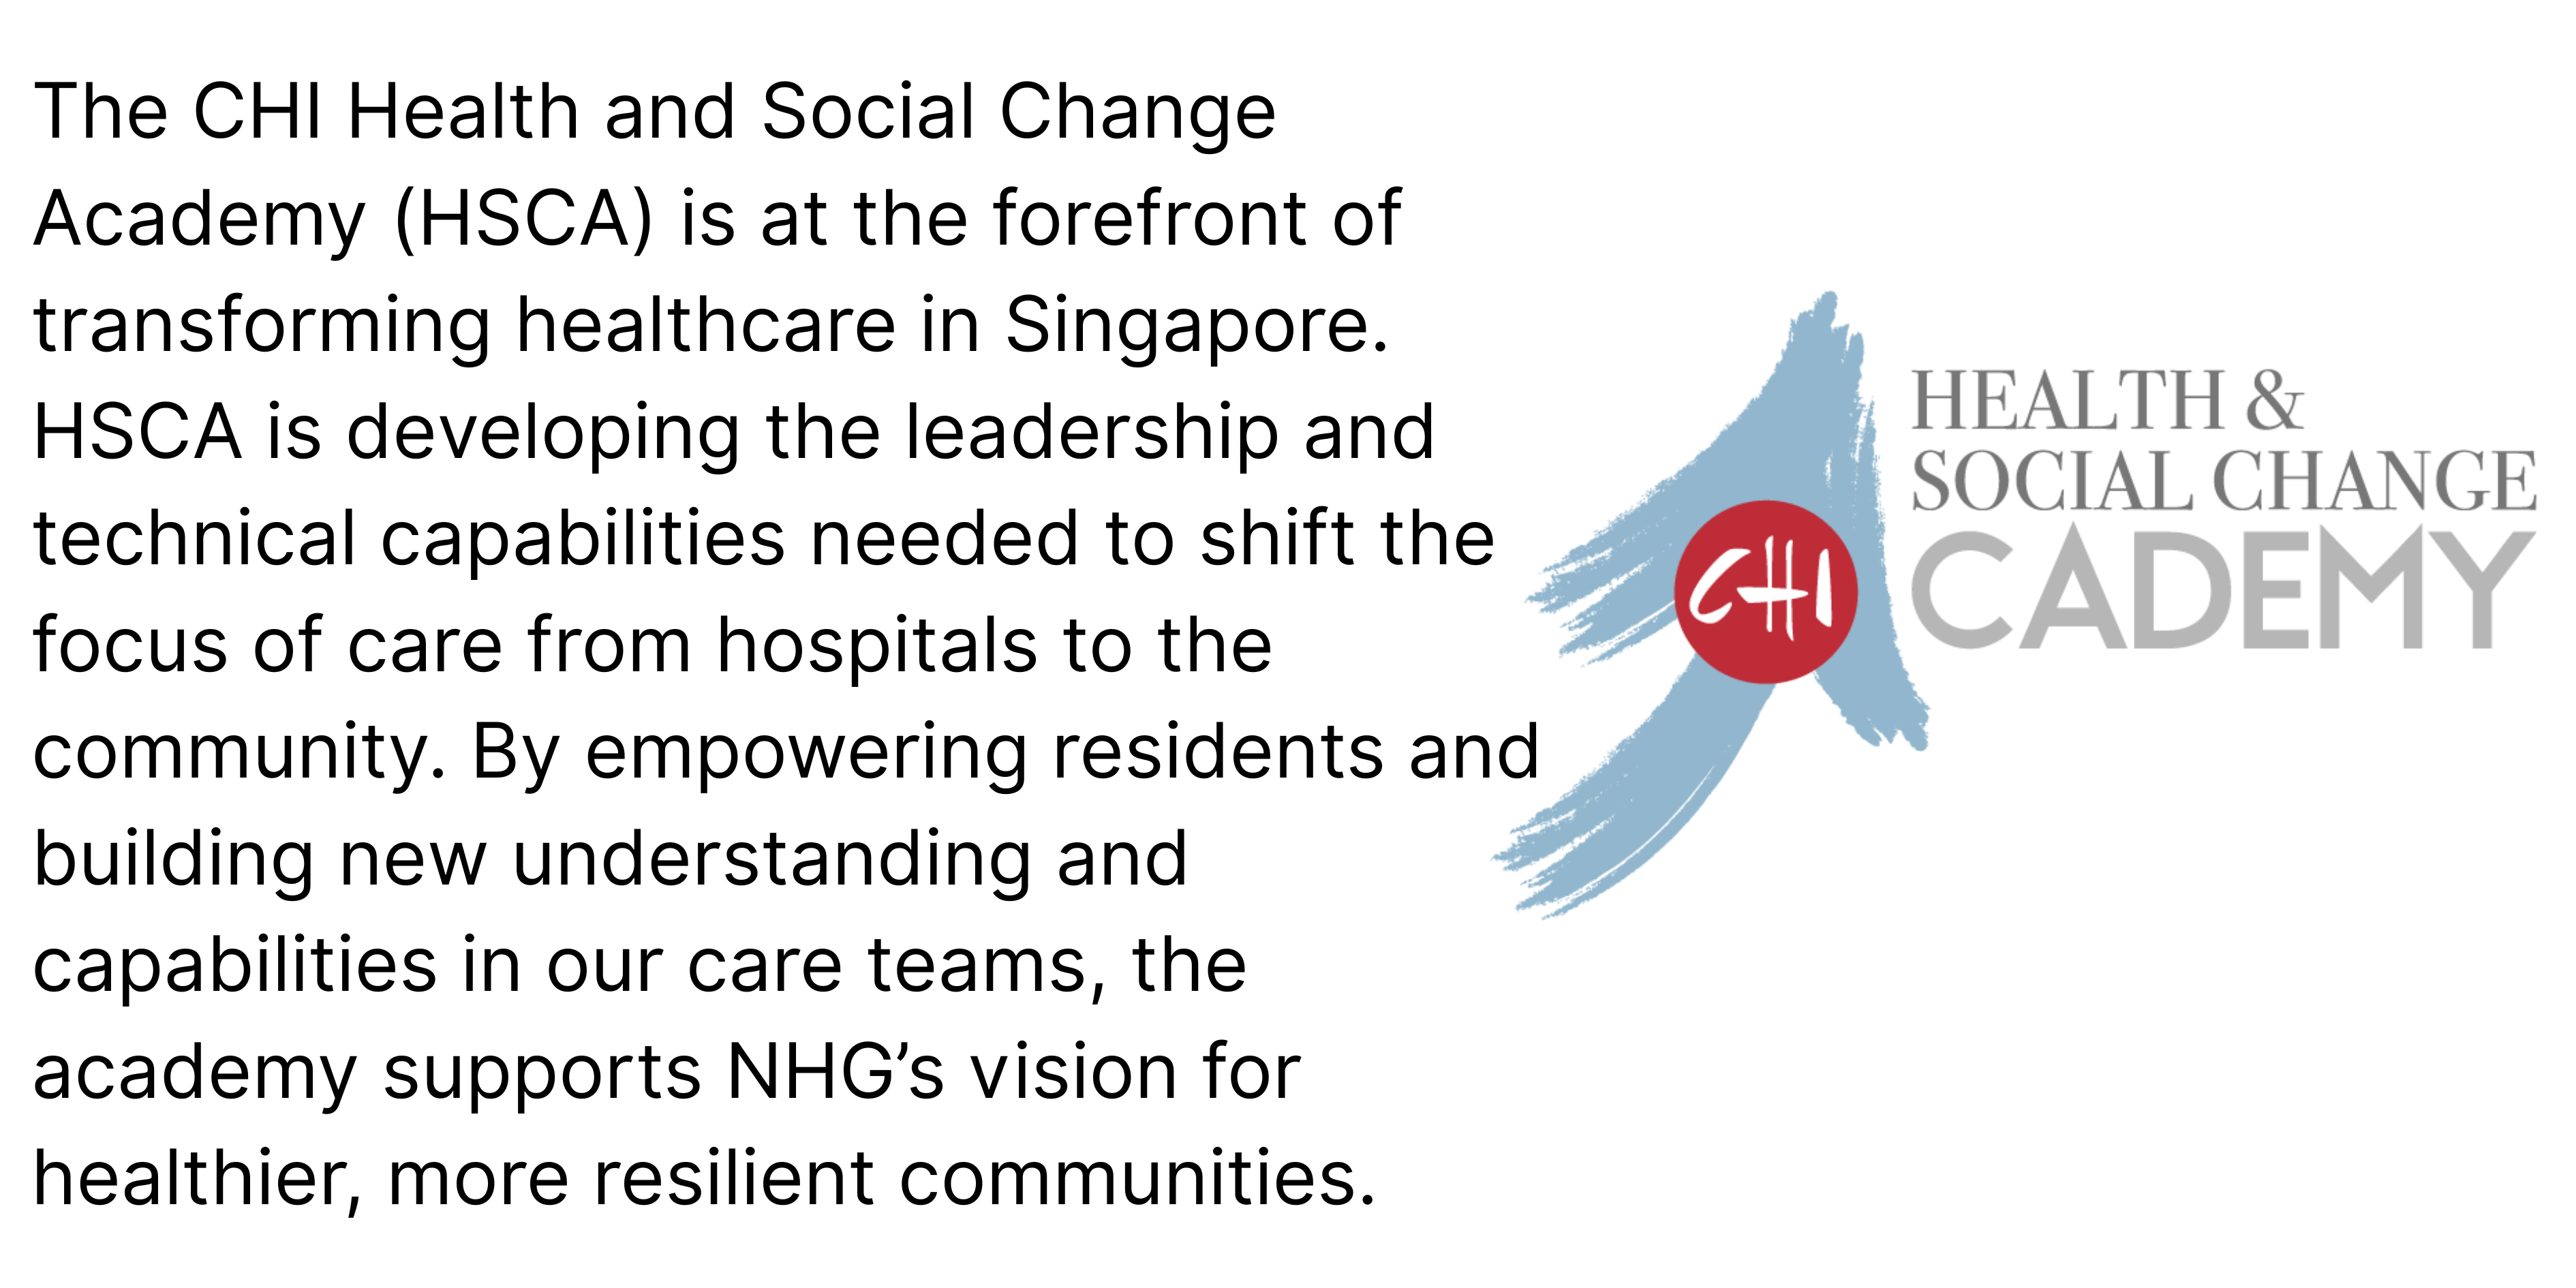 The CHI Health and Social Change
Academy (HSCA) is at the forefront of
transforming healthcare in Singapore.
HSCA is developing the leadership and
technical capabilities needed to shift the
focus of care from hospitals to the
community. By empowering residents and
building new understanding and
capabilities in our care teams, the
academy supports NHG’s vision for
healthier, more resilient communities.
CHI
HEALTH &
SOCIAL CHANGE
CADEMY